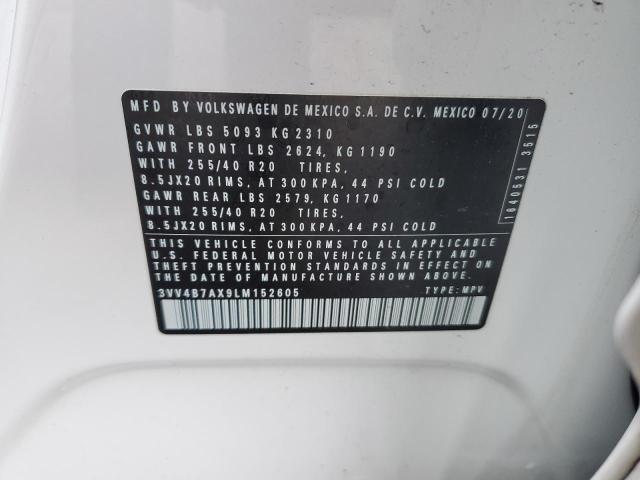 MFD BY VOLKSWAGEN DE MEXICO S.A. DE C.V. MEXICO 07/20
GVWR LBS 5093 KG 2310
GAWR FRONT LBS 2624, KG 1190
WITH 255/40 R20 TIRES,
8.5JX20 RIMS, AT 300 KPA, 44 PSI COLD
GAWR REAR LBS 2579, KG 1170
WITH 255/40 R20 TIRES,
8.5JX20 RIMS, AT 300 KPA, 44 PSI COLD
THIS VEHICLE CONFORMS TO ALL APPLICABLE
U.S. FEDERAL MOTOR VEHICLE SAFETY AND
THEFT PREVENTION STANDARDS IN EFFECT ON
THE DATE OF MANUFACTURE SHOWN ABOVE.
3VV4B7AX9LM152605 TYPE: MPV
1640531 3515